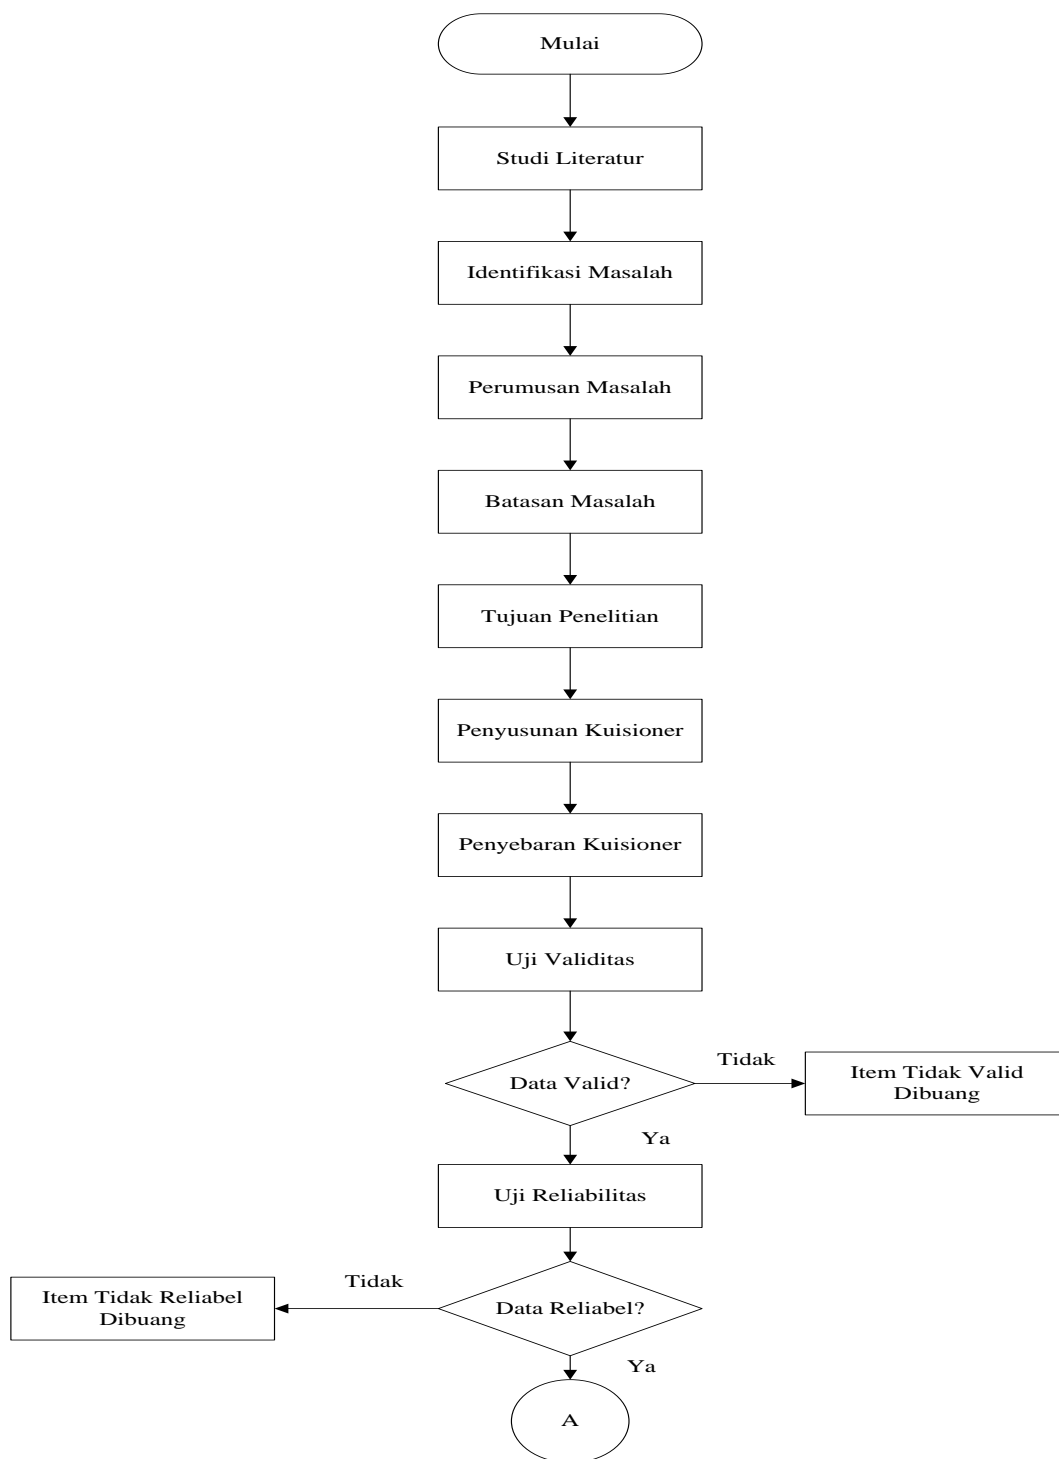 Mulai
Studi Literatur
Identifikasi Masalah
Perumusan Masalah
Batasan Masalah
Tujuan Penelitian
Penyusunan Kuisioner
Penyebaran Kuisioner
Uji Validitas
Data Valid?
Tidak
Item Tidak Valid
Dibuang
Ya
Uji Reliabilitas
Data Reliabel?
Tidak
Item Tidak Reliabel
Dibuang
Ya
A